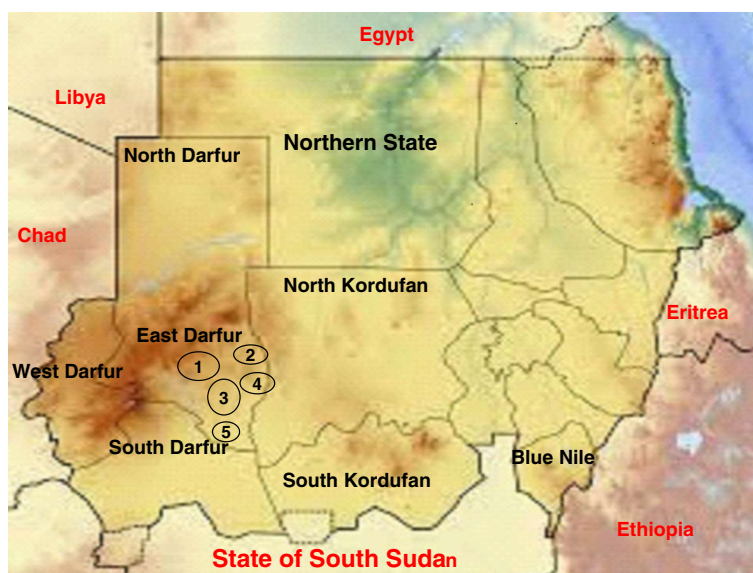 Egypt
Libya
Northern State
North Darfur
Chad
North Kordufan
Eritrea
East Darfur
2
1
West Darfur
4
3
5
South Darfur
Blue Nile
South Kordufan
Ethiopia
State of South Sudan